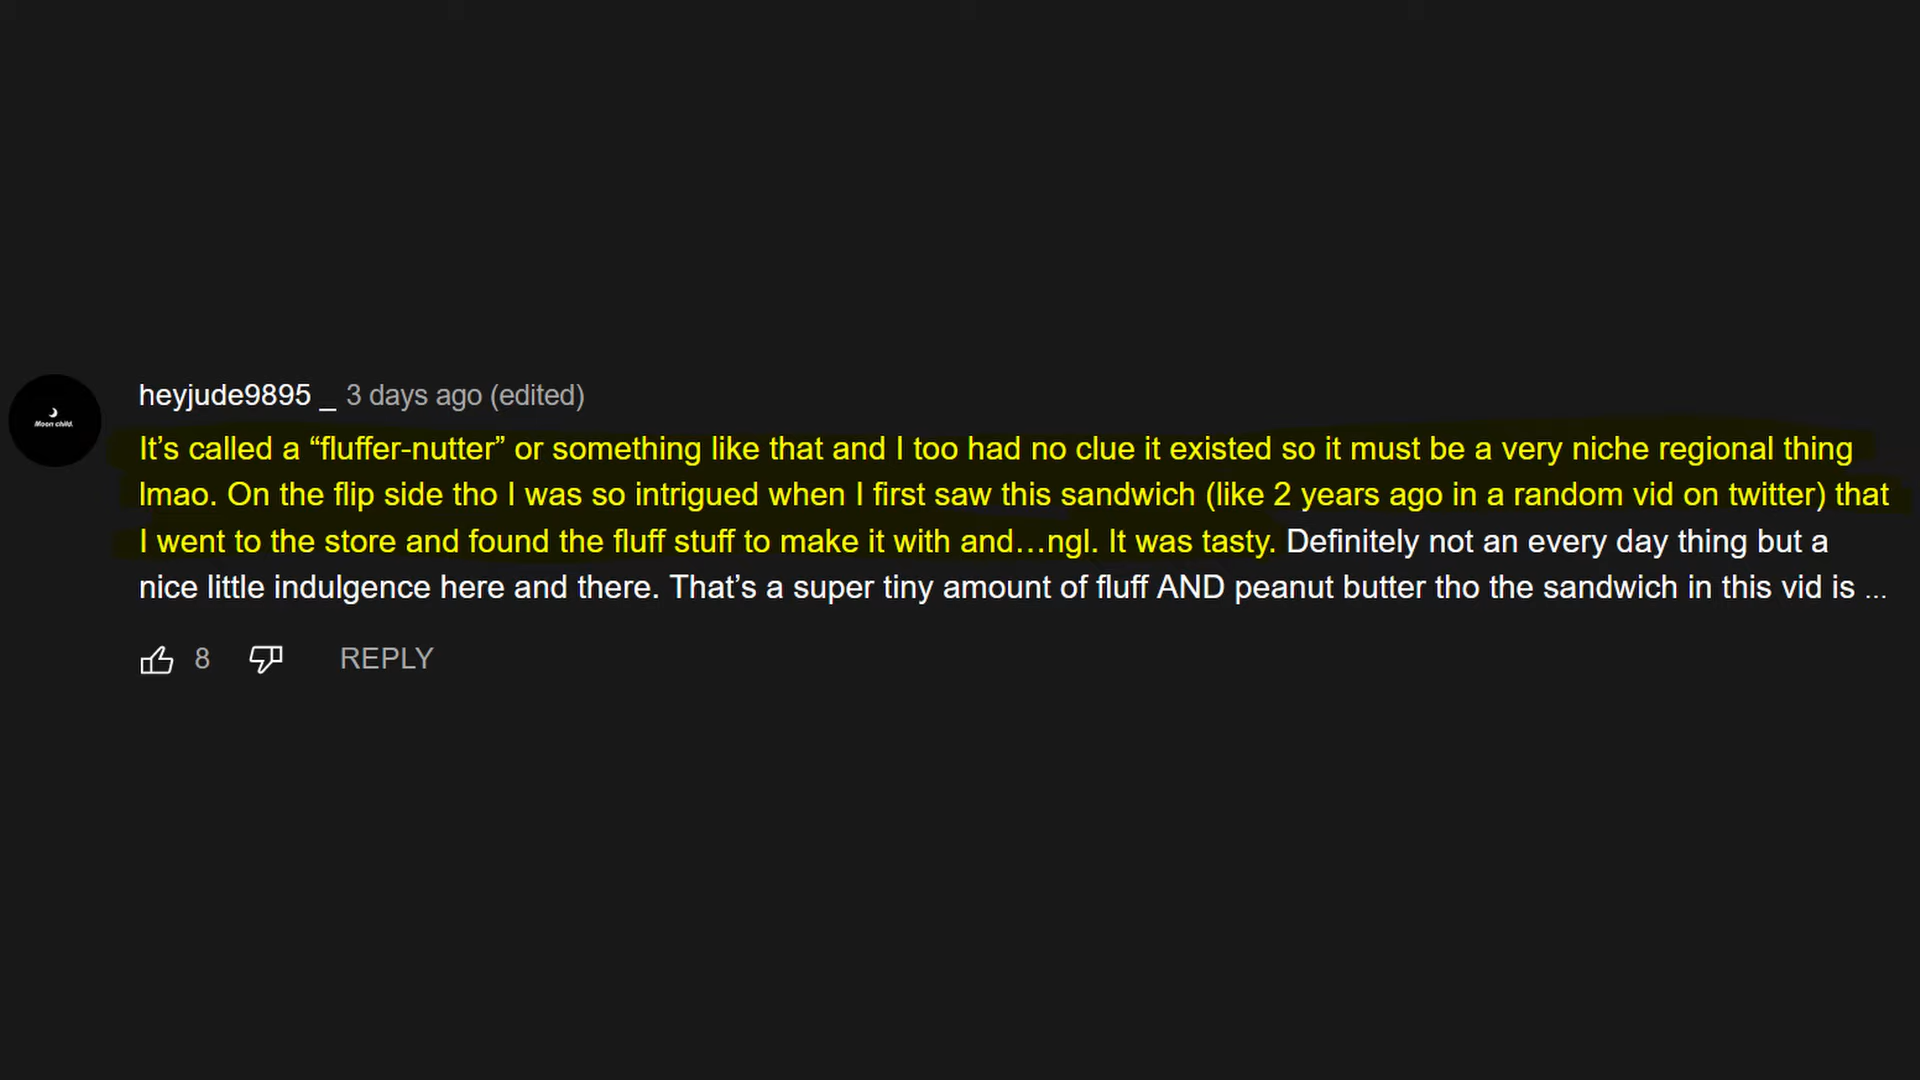 heyjude9895 _ 3 days ago (edited)
Moon child.
It’s called a “fluffer-nutter” or something like that and I too had no clue it existed so it must be a very niche regional thing
lmao. On the flip side tho I was so intrigued when I first saw this sandwich (like 2 years ago in a random vid on twitter) that
I went to the store and found the fluff stuff to make it with and…ngl. It was tasty. Definitely not an every day thing but a
nice little indulgence here and there. That’s a super tiny amount of fluff AND peanut butter tho the sandwich in this vid is ...
8 REPLY